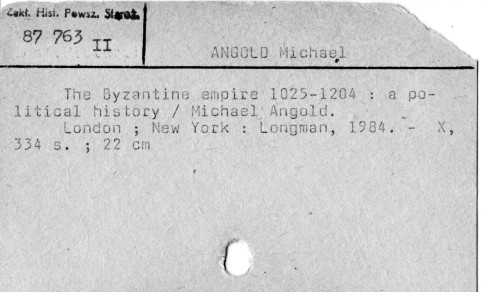 Zakł. Hist. Powsz. Staroż.
87 763 II
ANGOLD Michael
The Byzantine empire 1025-1204 : a po-
litical history / Michael Angold.
London ; New York : Longman, 1984. - X,
334 s. ; 22 cm